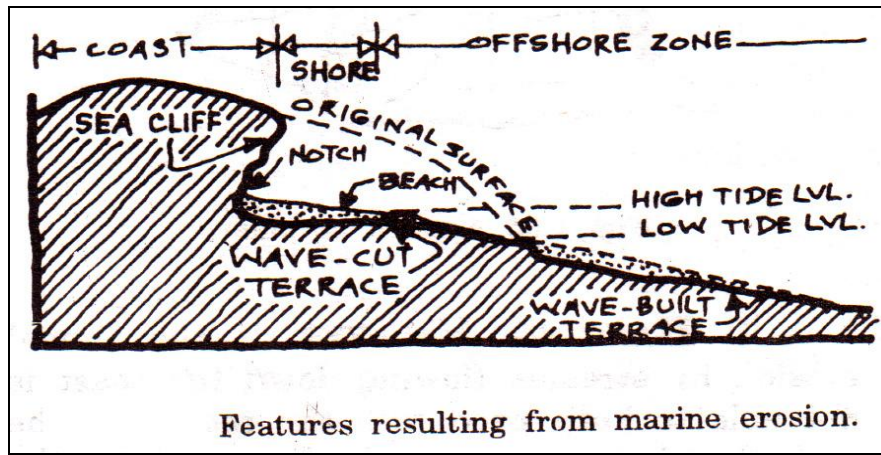 COAST
SHORE
OFFSHORE ZONE
ORIGINAL SURFACE
SEA CLIFF
NOTCH
BEACH
HIGH TIDE LVL.
LOW TIDE LVL.
WAVE-CUT
TERRACE
WAVE-BUILT
TERRACE
Features resulting from marine erosion.